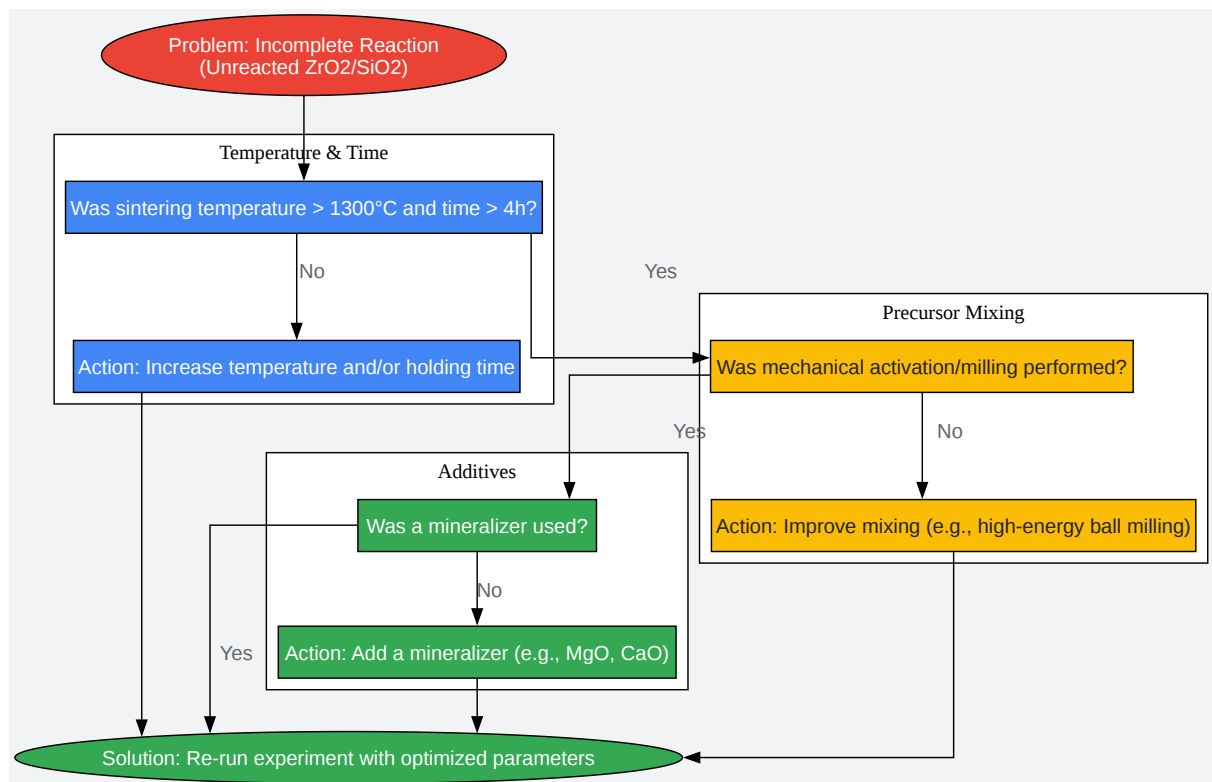 Problem: Incomplete Reaction
(Unreacted ZrO2/SiO2)
Temperature & Time
Was sintering temperature > 1300°C and time > 4h?
No
Yes
Action: Increase temperature and/or holding time
Precursor Mixing
Was mechanical activation/milling performed?
Yes
No
Action: Improve mixing (e.g., high-energy ball milling)
Additives
Was a mineralizer used?
No
Yes
Action: Add a mineralizer (e.g., MgO, CaO)
Solution: Re-run experiment with optimized parameters